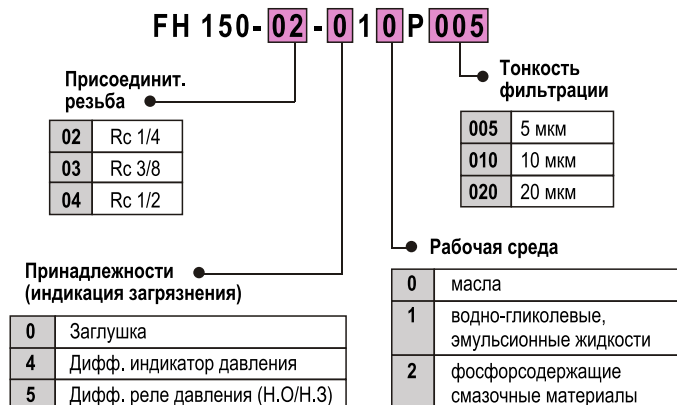 FH 150-02-010P005
Присоединит.
резьба
02 Rc 1/4
03 Rc 3/8
04 Rc 1/2
Тонкость
фильтрации
005 5 мкм
010 10 мкм
020 20 мкм
Принадлежности
(индикация загрязнения)
0 Заглушка
4 Дифф. индикатор давления
5 Дифф. реле давления (Н.О/Н.З)
Рабочая среда
0 масла
1 водно-гликолевые,
эмульсионные жидкости
2 фосфорсодержащие
смазочные материалы